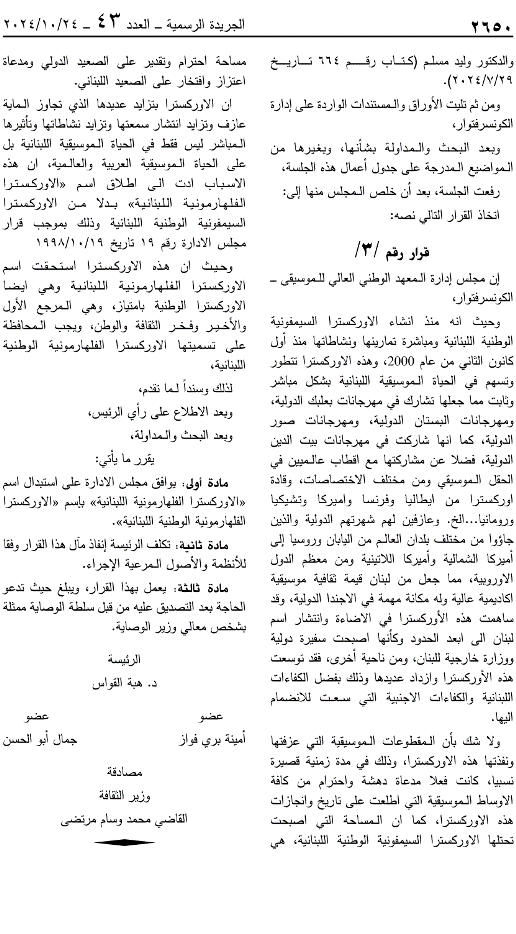 ٢٦٥٠
الجريدة الرسمية ــ العدد ٤٣ ــ ٢٠٢٤/١٠/٢٤
والدكتور وليد مسلم (كتاب رقم ٦٦٤ تاريخ
٢٠٢٤/٧/٢٩).
ومن ثم تليت الأوراق والمستندات الواردة على إدارة
الكونسرفتوار،
وبعد البحث والمداولة بشأنها، وبغيرها من
المواضيع المدرجة على جدول أعمال هذه الجلسة،
رفعت الجلسة، بعد أن خلص المجلس منها إلى:
اتخاذ القرار التالي نصه:
قرار رقم /٣/
إن مجلس إدارة المعهد الوطني العالي للموسيقى ــ
الكونسرفتوار،
وحيث انه منذ انشاء الاوركسترا السيمفونية
الوطنية اللبنانية ومباشرة تمارينها ونشاطاتها منذ أول
كانون الثاني من عام 2000، وهذه الاوركسترا تتطور
وتسهم في الحياة الموسيقية اللبنانية بشكل مباشر
وثابت مما جعلها تشارك في مهرجانات بعلبك الدولية،
ومهرجانات البستان الدولية، ومهرجانات صور
الدولية، كما انها شاركت في مهرجانات بيت الدين
الدولية، فضلا عن مشاركتها مع اقطاب عالميين في
الحقل الموسيقي ومن مختلف الاختصاصات، وقادة
اوركسترا من ايطاليا وفرنسا واميركا وتشيكيا
ورومانيا...الخ. وعازفين لهم شهرتهم الدولية والذين
جاؤوا من مختلف بلدان العالم من اليابان وروسيا إلى
أميركا الشمالية وأميركا اللاتينية ومن معظم الدول
الاوروبية، مما جعل من لبنان قيمة ثقافية موسيقية
اكاديمية عالية وله مكانة مهمة في الاجندا الدولية، وقد
ساهمت هذه الأوركسترا في الاضاءة وانتشار اسم
لبنان الى ابعد الحدود وكأنها اصبحت سفيرة دولية
ووزارة خارجية للبنان، ومن ناحية أخرى، فقد توسعت
هذه الأوركسترا وازداد عديدها وذلك بفضل الكفاءات
اللبنانية والكفاءات الاجنبية التي سعت للانضمام
اليها.
ولا شك بأن المقطوعات الموسيقية التي عزفتها
ونفذتها هذه الاوركسترا، وذلك في مدة زمنية قصيرة
نسبيا، كانت فعلا مدعاة دهشة واحترام من كافة
الاوساط الموسيقية التي اطلعت على تاريخ وانجازات
هذه الاوركسترا، كما ان المساحة التي اصبحت
تحتلها الاوركسترا السيمفونية الوطنية اللبنانية، هي
مساحة احترام وتقدير على الصعيد الدولي ومدعاة
اعتزاز وافتخار على الصعيد اللبناني.
ان الاوركسترا بتزايد عديدها الذي تجاوز الماية
عازف وتزايد انتشار سمعتها وتزايد نشاطاتها وتأثيرها
المباشر ليس فقط في الحياة الموسيقية اللبنانية بل
على الحياة الموسيقية العربية والعالمية، ان هذه
الاسباب ادت الى اطلاق اسم «الاوركسترا
الفلهارمونية اللبنانية» بدلا من الاوركسترا
السيمفونية الوطنية اللبنانية وذلك بموجب قرار
مجلس الادارة رقم ١٩ تاريخ ١٩٩٨/١٠/١٩
وحيث ان هذه الاوركسترا استحقت اسم
الاوركسترا الفلهارمونية اللبنانية وهي ايضا
الاوركسترا الوطنية بامتياز، وهي المرجع الأول
والأخير وفخر الثقافة والوطن، ويجب المحافظة
على تسميتها الاوركسترا الفلهارمونية الوطنية
اللبنانية،
لذلك وسنداً لما تقدم،
وبعد الاطلاع على رأي الرئيس،
وبعد البحث والمداولة،
يقرر ما يأتي:
مادة أولى: يوافق مجلس الادارة على استبدال اسم
«الاوركسترا الفلهارمونية اللبنانية» بإسم «الاوركسترا
الفلهارمونية الوطنية اللبنانية».
مادة ثانية: تكلف الرئيسة إنفاذ مآل هذا القرار وفقا
للأنظمة والأصول المرعية الإجراء.
مادة ثالثة: يعمل بهذا القرار، ويبلغ حيث تدعو
الحاجة بعد التصديق عليه من قبل سلطة الوصاية ممثلة
بشخص معالي وزير الوصاية.
الرئيسة
د. هبة القواس
عضو عضو
أمينة بري فواز جمال أبو الحسن
مصادقة
وزير الثقافة
القاضي محمد وسام مرتضى